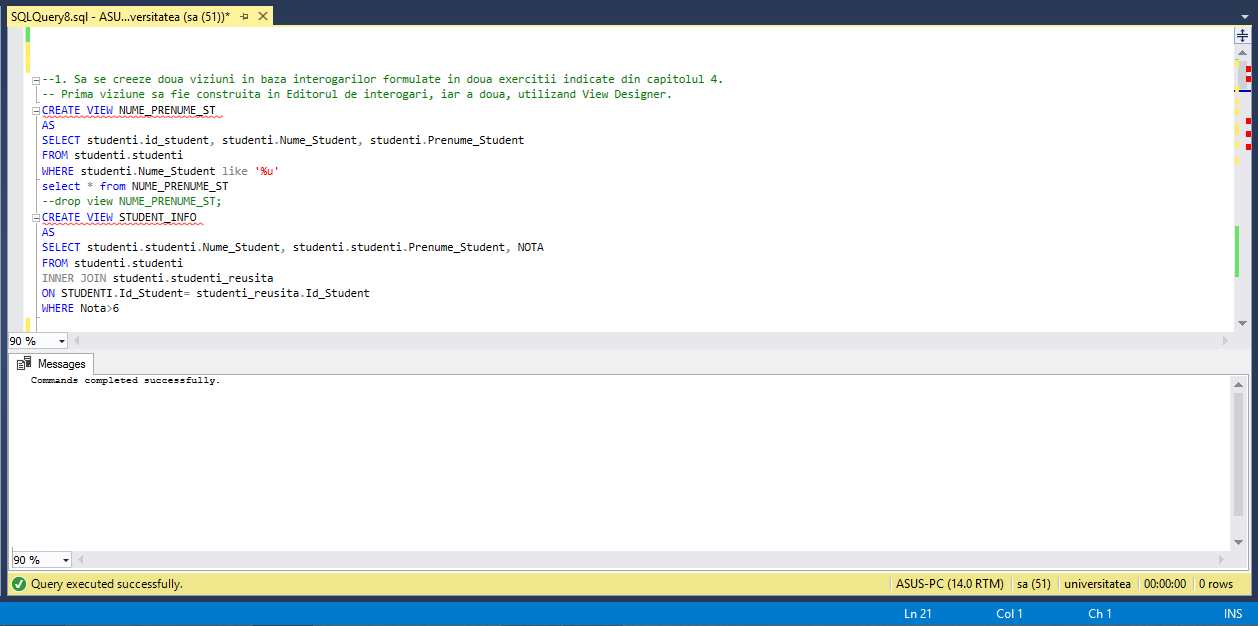 SQLQuery8.sql - ASU...versitatea (sa (51))*
--1. Sa se creeze doua viziuni in baza interogarilor formulate in doua exercitii indicate din capitolul 4.
-- Prima viziune sa fie construita in Editorul de interogari, iar a doua, utilizand View Designer.
CREATE VIEW NUME_PRENUME_ST
AS
SELECT studenti.id_student, studenti.Nume_Student, studenti.Prenume_Student
FROM studenti.studenti
WHERE studenti.Nume_Student like '%u'
select * from NUME_PRENUME_ST
--drop view NUME_PRENUME_ST;
CREATE VIEW STUDENT_INFO
AS
SELECT studenti.studenti.Nume_Student, studenti.studenti.Prenume_Student, NOTA
FROM studenti.studenti
INNER JOIN studenti.studenti_reusita
ON STUDENTI.Id_Student= studenti_reusita.Id_Student
WHERE Nota>6
90 %
Messages
Commands completed successfully.
90 %
Query executed successfully. ASUS-PC (14.0 RTM) sa (51) universitatea 00:00:00 0 rows
Ln 21 Col 1 Ch 1 INS